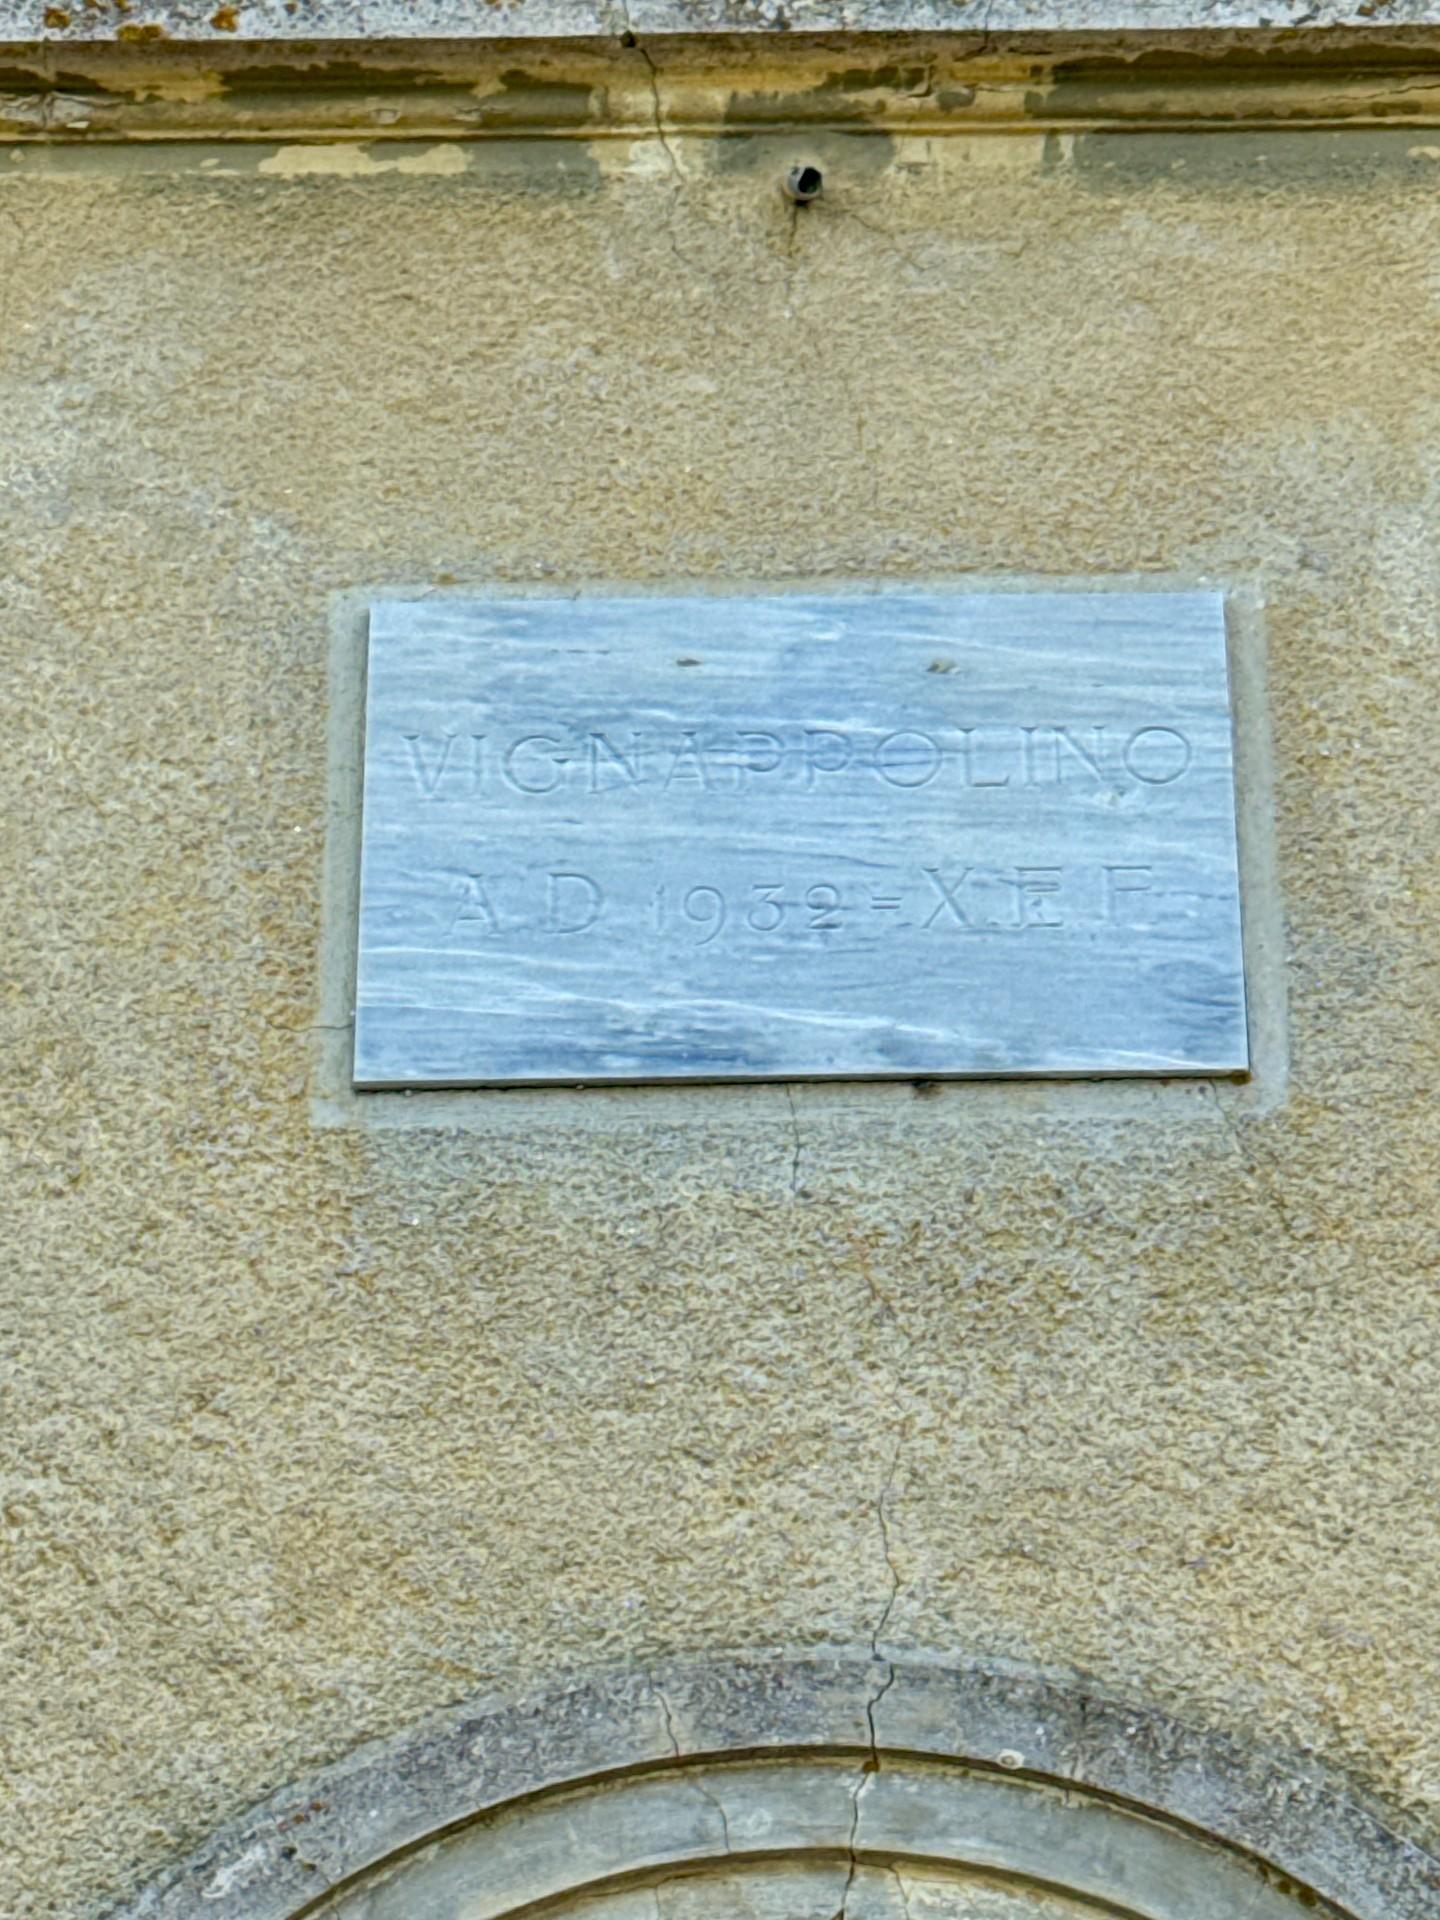 VIGNAPPOLINO
A.D 1932=X.E.F